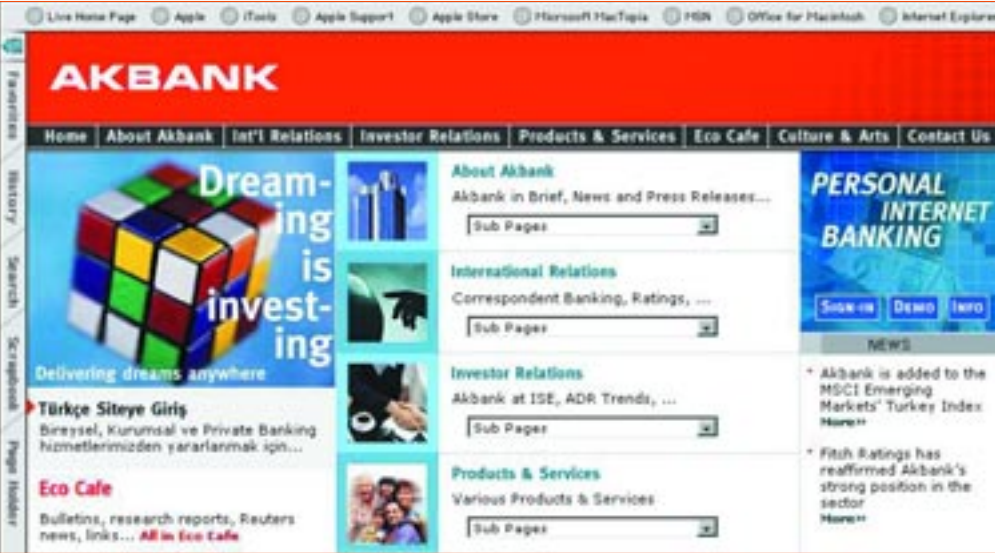 Live Home Page Apple iTools Apple Support Apple Store Microsoft MacTopia MSN Office for Macintosh Internet Explorer
Favorites
History
Search
Scrapbook
Page Holder
AKBANK
Home About Akbank Int'l Relations Investor Relations Products & Services Eco Cafe Culture & Arts Contact Us
Dream-
ing
is
invest-
ing
Delivering dreams anywhere
Türkçe Siteye Giriş
Bireysel, Kurumsal ve Private Banking
hizmetlerimizden yararlanmak için...
Eco Cafe
Bulletins, research reports, Reuters
news, links... All in Eco Cafe
About Akbank
Akbank in Brief, News and Press Releases...
Sub Pages
International Relations
Correspondent Banking, Ratings, ...
Sub Pages
Investor Relations
Akbank at ISE, ADR Trends, ...
Sub Pages
Products & Services
Various Products & Services
Sub Pages
PERSONAL
INTERNET
BANKING
SIGN-IN DEMO INFO
NEWS
* Akbank is added to the
MSCI Emerging
Markets' Turkey Index
More»
* Fitch Ratings has
reaffirmed Akbank's
strong position in the
sector
More»